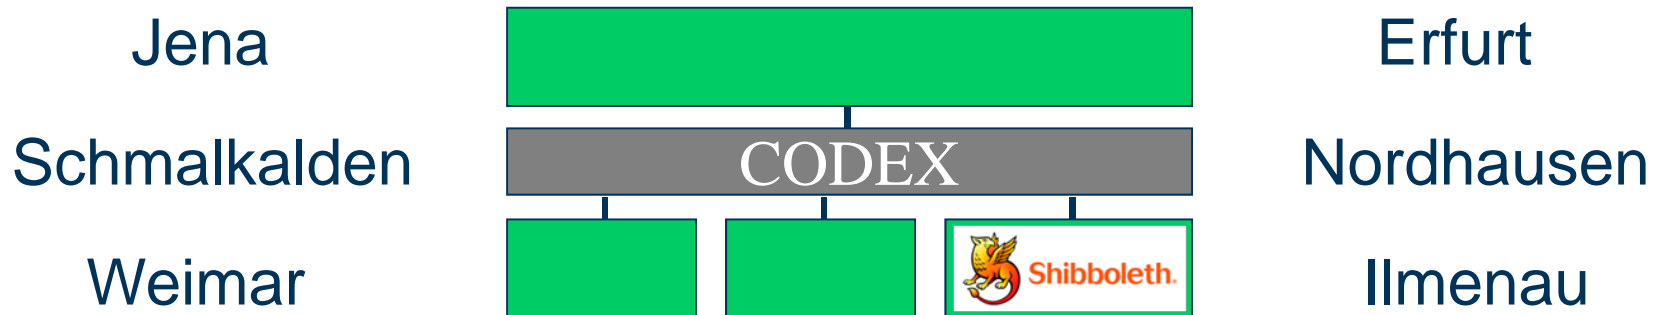 Jena
Erfurt
Schmalkalden
CODEX
Nordhausen
Weimar
Shibboleth.
Ilmenau